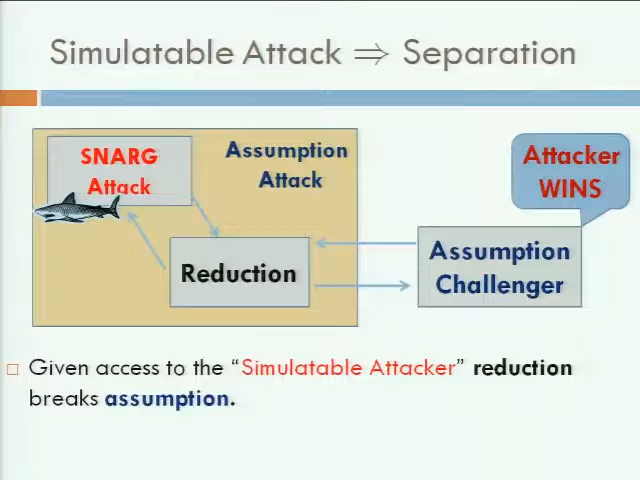 Simulatable Attack ⇒ Separation
SNARG
Attack
Assumption
Attack
Attacker
WINS
Reduction
Assumption
Challenger
□ Given access to the “Simulatable Attacker” reduction
breaks assumption.